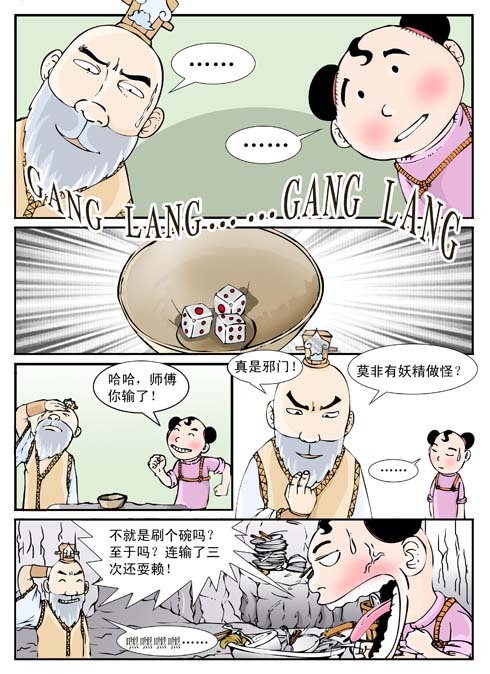 ……
……
GANG LANG……GANG LANG
哈哈，师傅
你输了！
真是邪门！
莫非有妖精做怪？
……
不就是刷个碗吗？
至于吗？连输了三
次还耍赖！
嘿嘿嘿嘿……